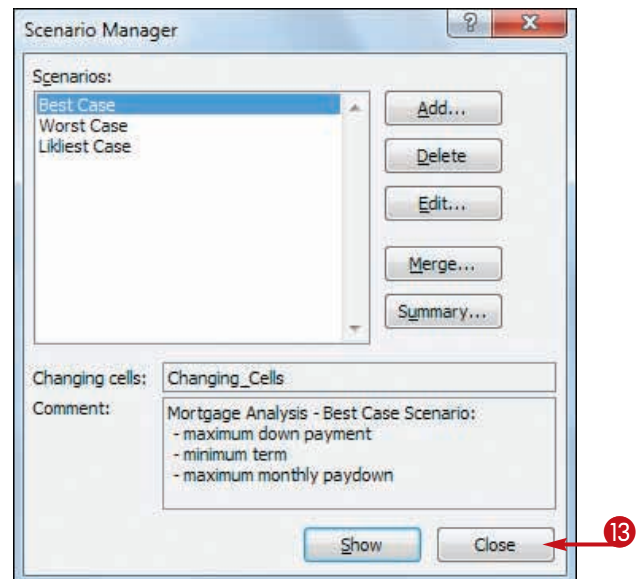 Scenario Manager
?
X
Scenarios:
Best Case
Worst Case
Likliest Case
Add...
Delete
Edit...
Merge...
Summary...
Changing cells: Changing_Cells
Comment: Mortgage Analysis - Best Case Scenario:
- maximum down payment
- minimum term
- maximum monthly paydown
Show
Close
13